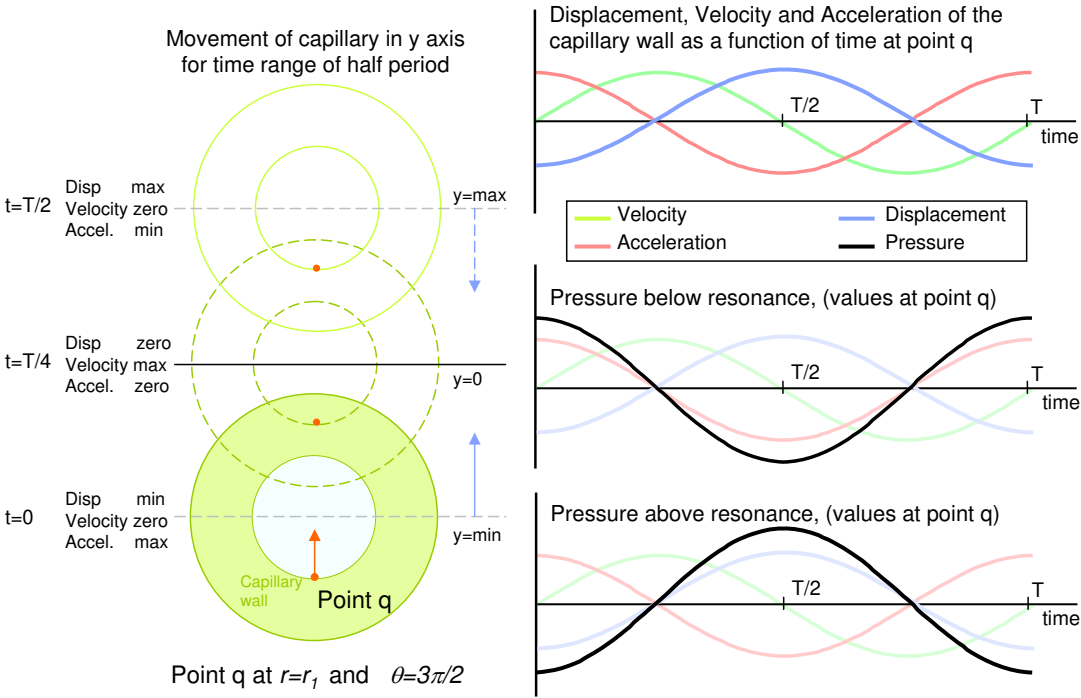 Movement of capillary in y axis
for time range of half period
t=T/2
Disp max
Velocity zero
Accel. min
y=max
t=T/4
Disp zero
Velocity max
Accel. zero
y=0
t=0
Disp min
Velocity zero
Accel. max
y=min
Capillary
wall
Point q
Point q at r=r₁ and θ=3π/2
Displacement, Velocity and Acceleration of the
capillary wall as a function of time at point q
T/2
T
time
Velocity
Displacement
Acceleration
Pressure
Pressure below resonance, (values at point q)
T/2
T
time
Pressure above resonance, (values at point q)
T/2
T
time